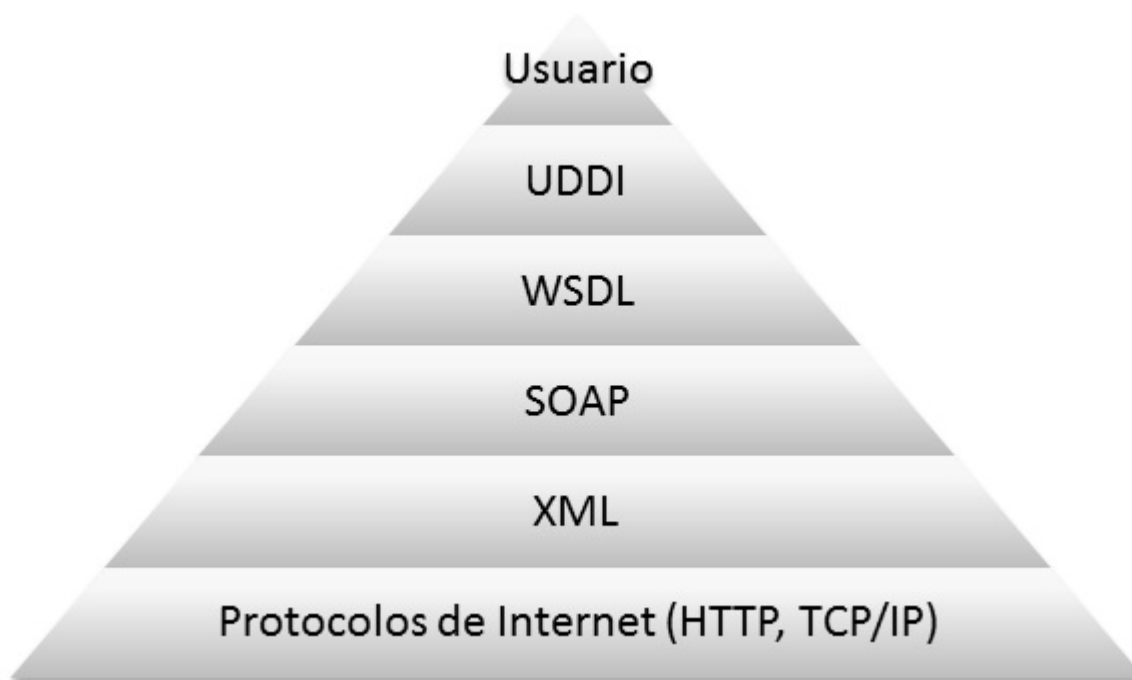 Usuario
UDDI
WSDL
SOAP
XML
Protocolos de Internet (HTTP, TCP/IP)